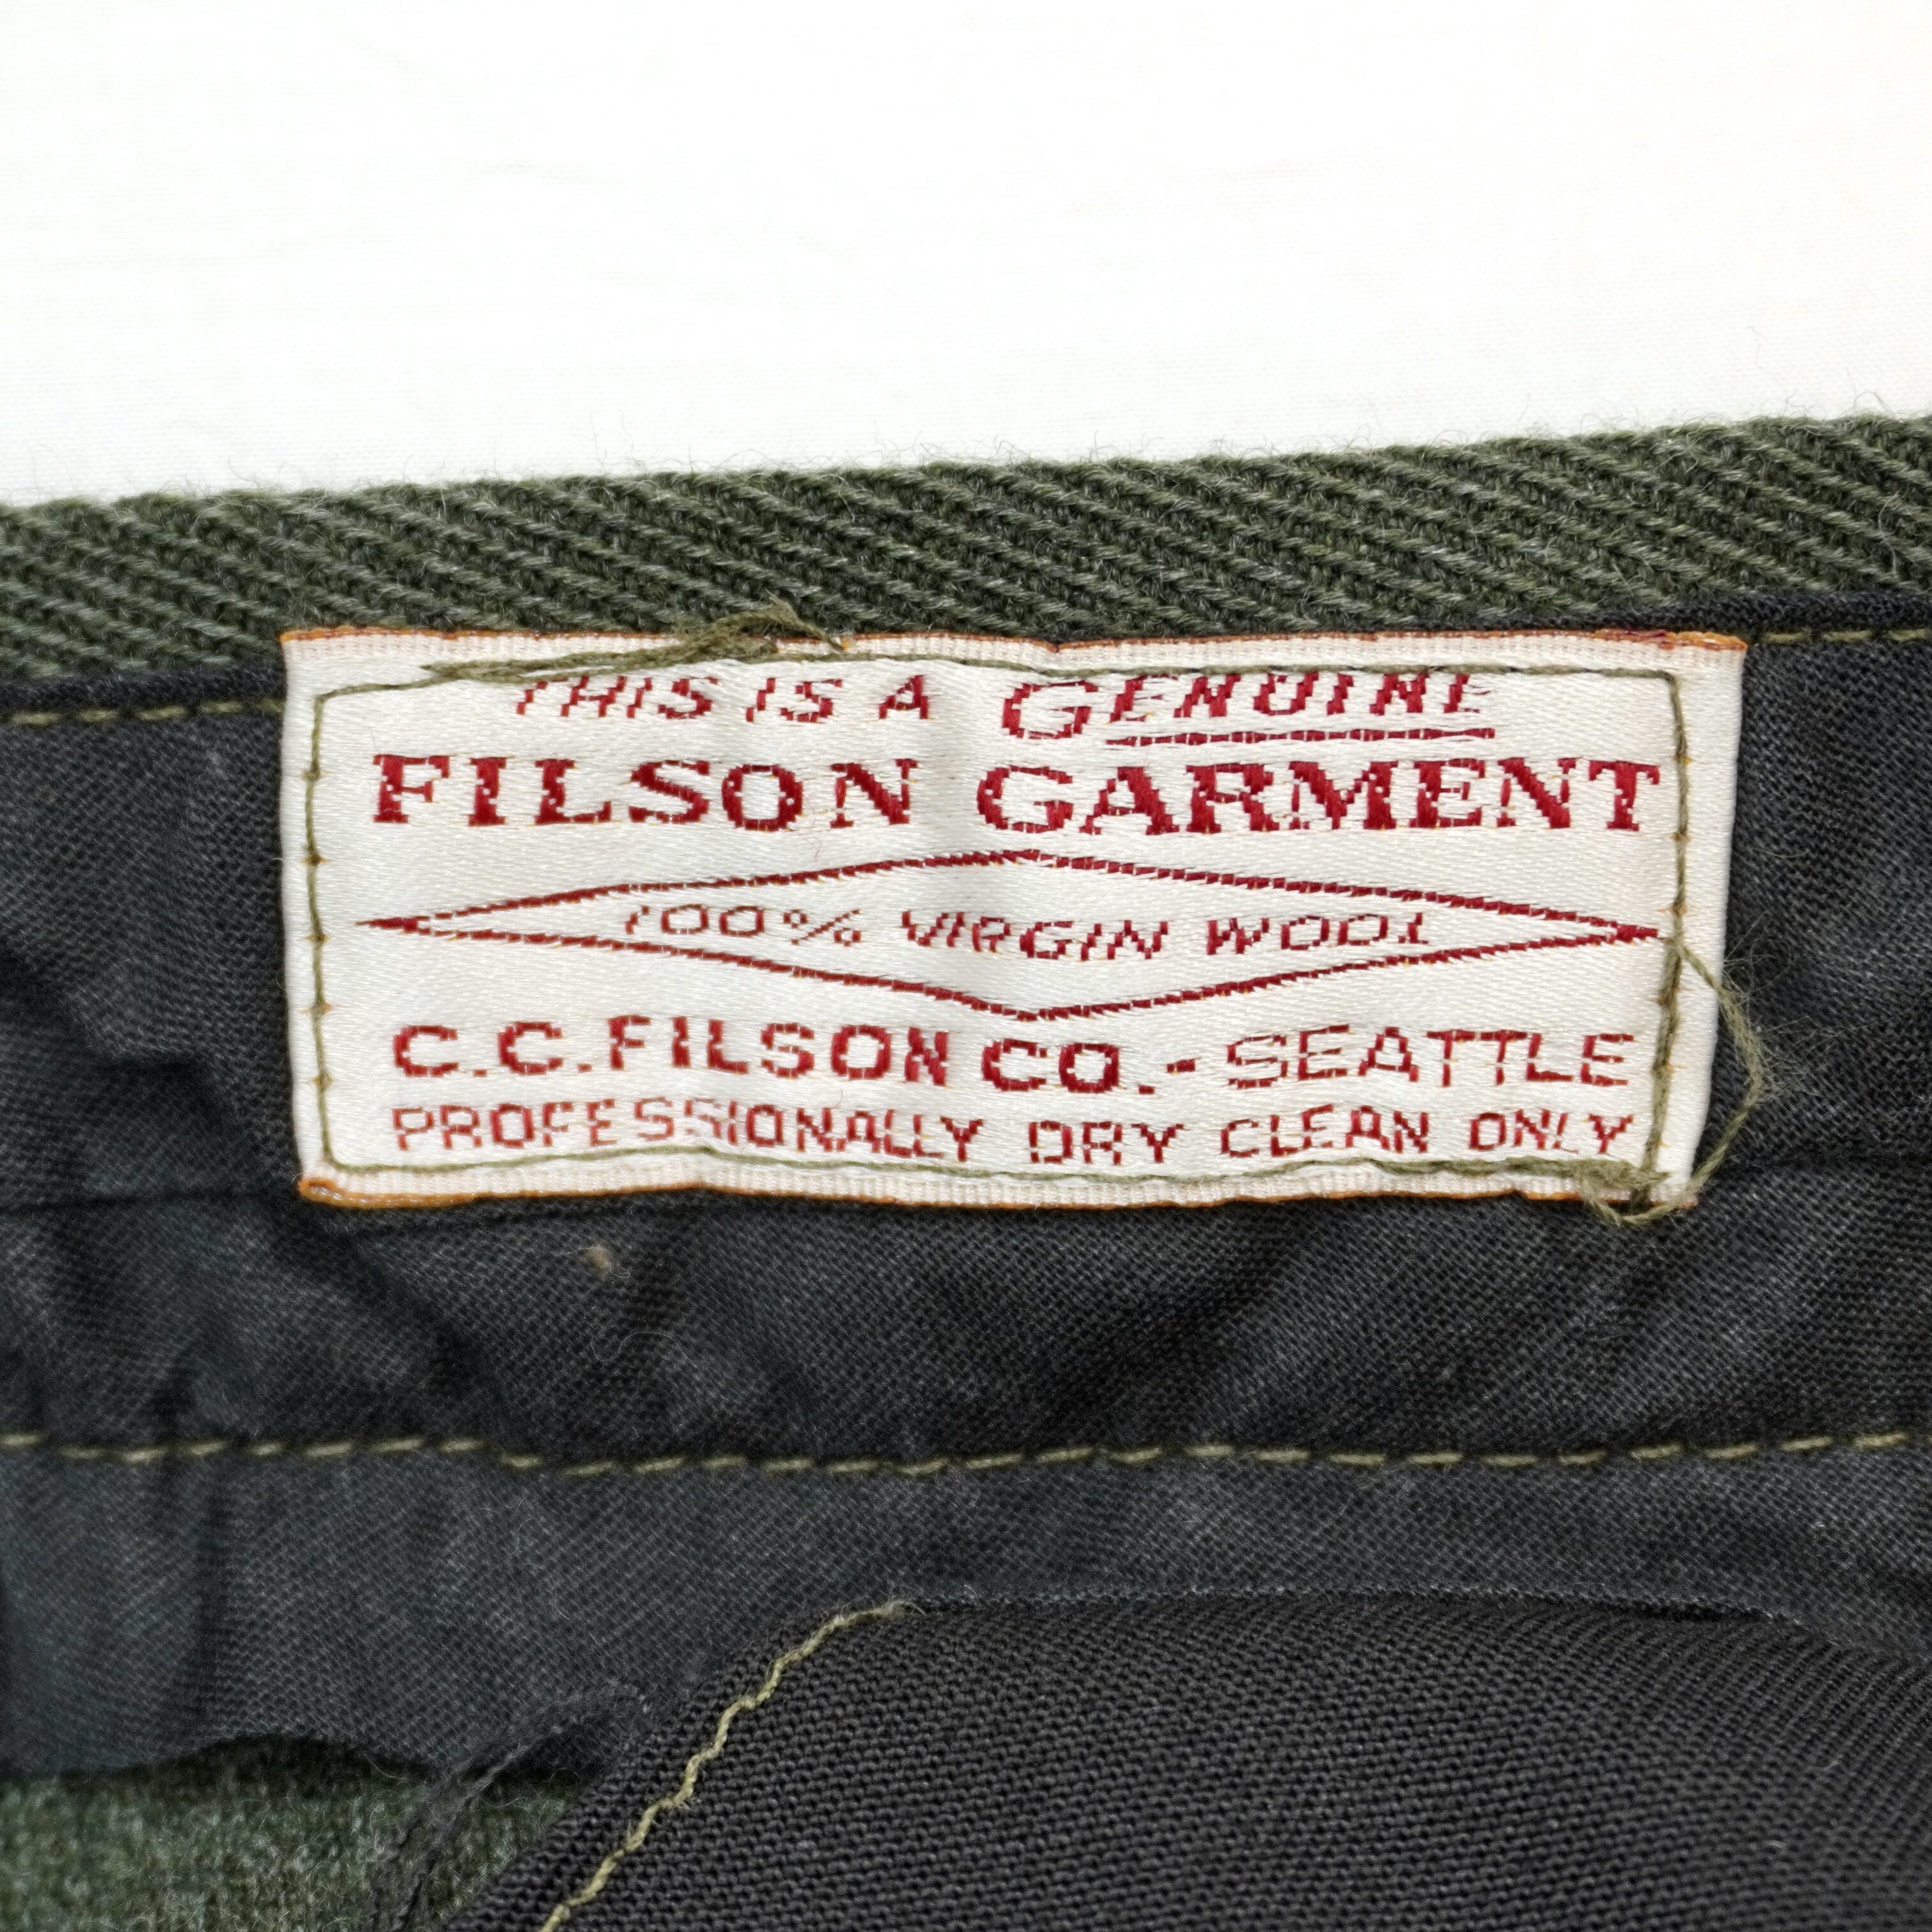 THIS IS A GENUINE
FILSON GARMENT
100% VIRGIN WOOL
C.C. FILSON CO. - SEATTLE
PROFESSIONALLY DRY CLEAN ONLY